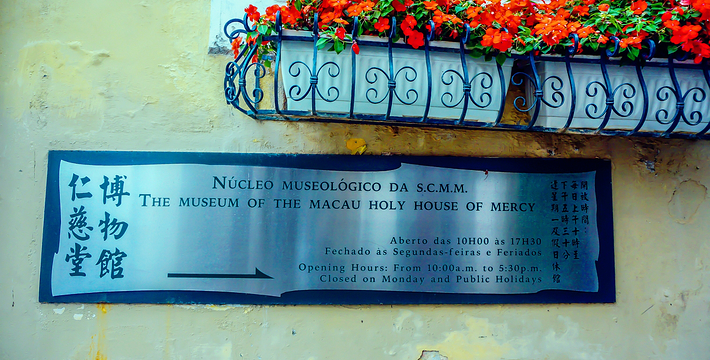 仁慈堂
博物館
NÚCLEO MUSEOLÓGICO DA S.C.M.M.
THE MUSEUM OF THE MACAU HOLY HOUSE OF MERCY
Aberto das 10H00 às 17H30
Fechado às Segundas-feiras e Feriados
Opening Hours: From 10:00a.m. to 5:30p.m.
Closed on Monday and Public Holidays
開放時間:
每日上午十時至
下午五時三十分
逢星期一及假日休館